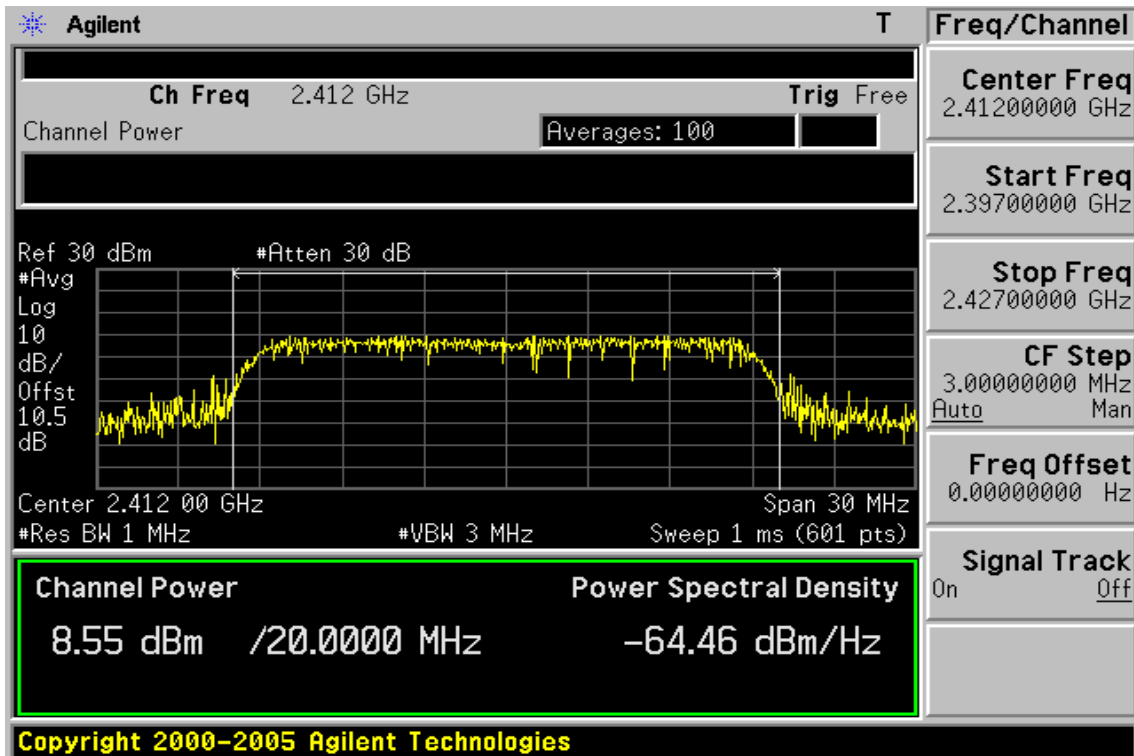 Agilent T Freq/Channel
Ch Freq 2.412 GHz Trig Free
Channel Power Averages: 100
Ref 30 dBm #Atten 30 dB
#Avg
Log
10
dB/
Offst
10.5
dB
Center 2.412 00 GHz Span 30 MHz
#Res BW 1 MHz #VBW 3 MHz Sweep 1 ms (601 pts)
Channel Power Power Spectral Density
8.55 dBm /20.0000 MHz -64.46 dBm/Hz
Copyright 2000-2005 Agilent Technologies
Center Freq
2.41200000 GHz
Start Freq
2.39700000 GHz
Stop Freq
2.42700000 GHz
CF Step
3.00000000 MHz
Auto Man
Freq Offset
0.00000000 Hz
Signal Track
On Off